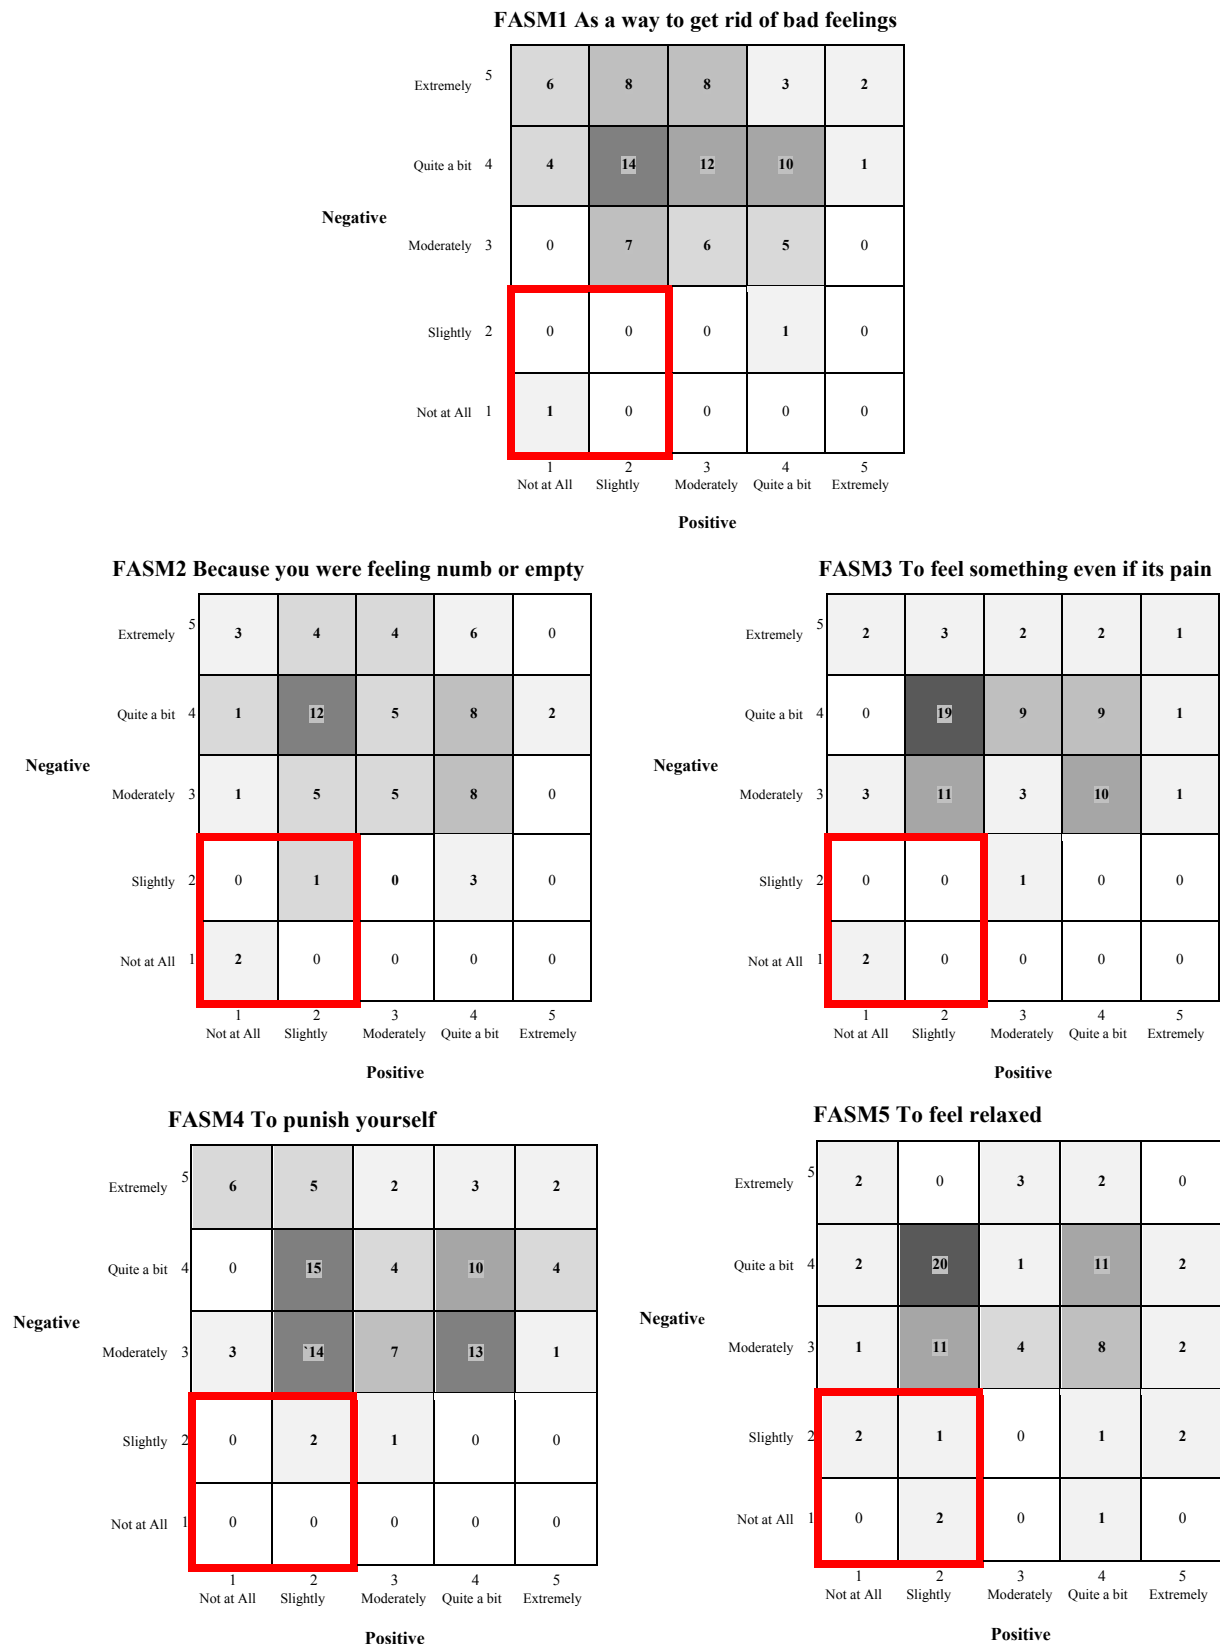 FASM1 As a way to get rid of bad feelings
Extremely 5 6 8 8 3 2
Quite a bit 4 4 14 12 10 1
Negative
Moderately 3 0 7 6 5 0
Slightly 2 0 0 0 1 0
Not at All 1 1 0 0 0 0
1 2 3 4 5
Not at All Slightly Moderately Quite a bit Extremely
Positive
FASM2 Because you were feeling numb or empty
Extremely 5 3 4 4 6 0
Quite a bit 4 1 12 5 8 2
Negative
Moderately 3 1 5 5 8 0
Slightly 2 0 1 0 3 0
Not at All 1 2 0 0 0 0
1 2 3 4 5
Not at All Slightly Moderately Quite a bit Extremely
Positive
FASM3 To feel something even if its pain
Extremely 5 2 3 2 2 1
Quite a bit 4 0 19 9 9 1
Negative
Moderately 3 3 11 3 10 1
Slightly 2 0 0 1 0 0
Not at All 1 2 0 0 0 0
1 2 3 4 5
Not at All Slightly Moderately Quite a bit Extremely
Positive
FASM4 To punish yourself
Extremely 5 6 5 2 3 2
Quite a bit 4 0 15 4 10 4
Negative
Moderately 3 3 `14 7 13 1
Slightly 2 0 2 1 0 0
Not at All 1 0 0 0 0 0
1 2 3 4 5
Not at All Slightly Moderately Quite a bit Extremely
Positive
FASM5 To feel relaxed
Extremely 5 2 0 3 2 0
Quite a bit 4 2 20 1 11 2
Negative
Moderately 3 1 11 4 8 2
Slightly 2 2 1 0 1 2
Not at All 1 0 2 0 1 0
1 2 3 4 5
Not at All Slightly Moderately Quite a bit Extremely
Positive